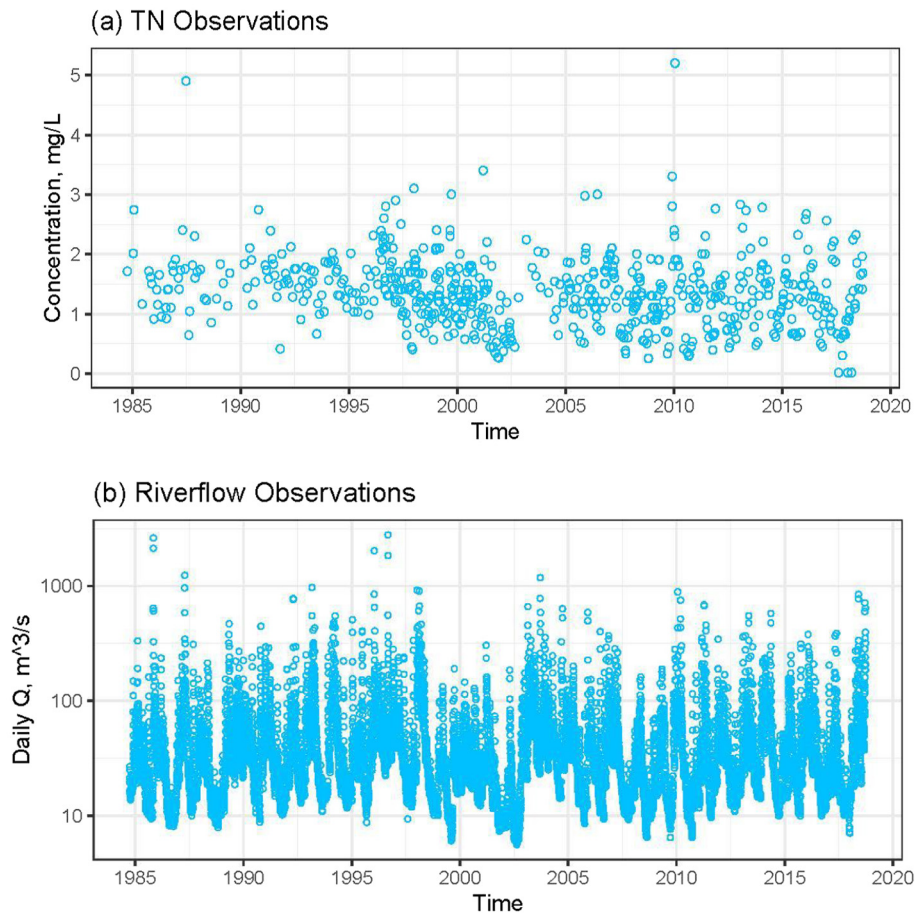 (a) TN Observations
Concentration, mg/L
5
4
3
2
1
0
1985 1990 1995 2000 2005 2010 2015 2020
Time
(b) Riverflow Observations
Daily Q, m^3/s
1000
100
10
1985 1990 1995 2000 2005 2010 2015 2020
Time